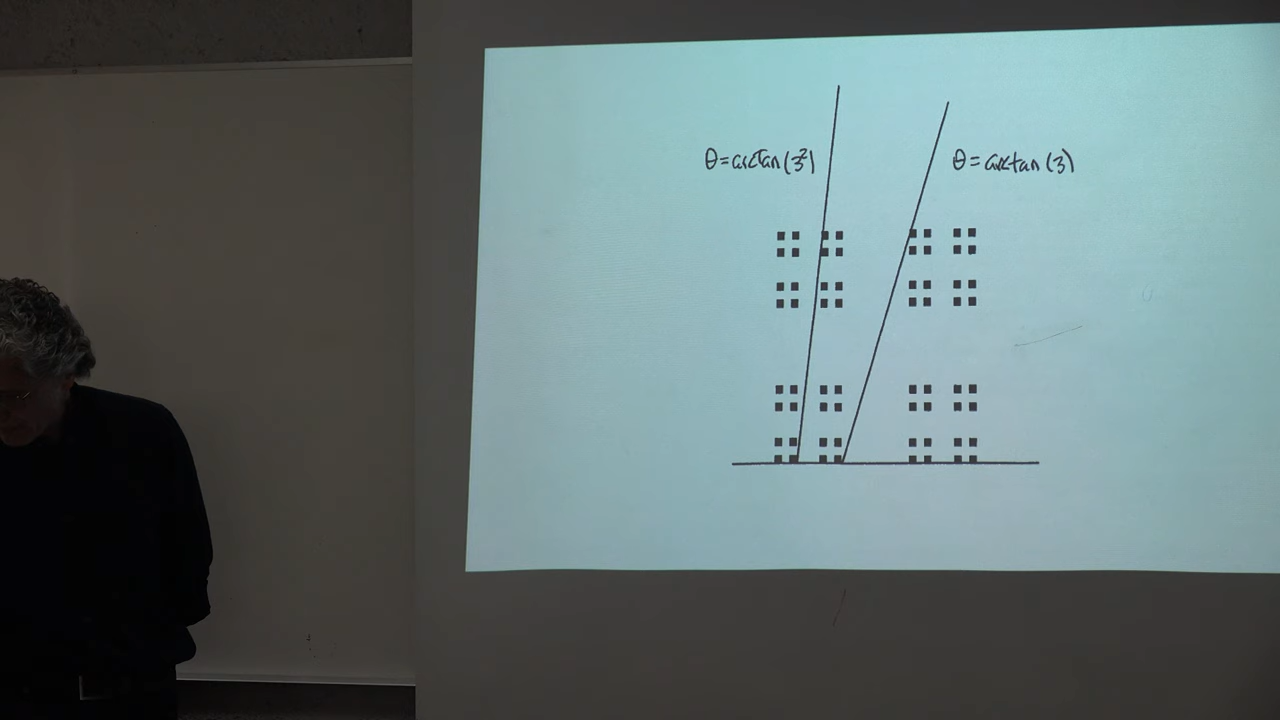 θ = arctan (3²)
θ = arctan (3)